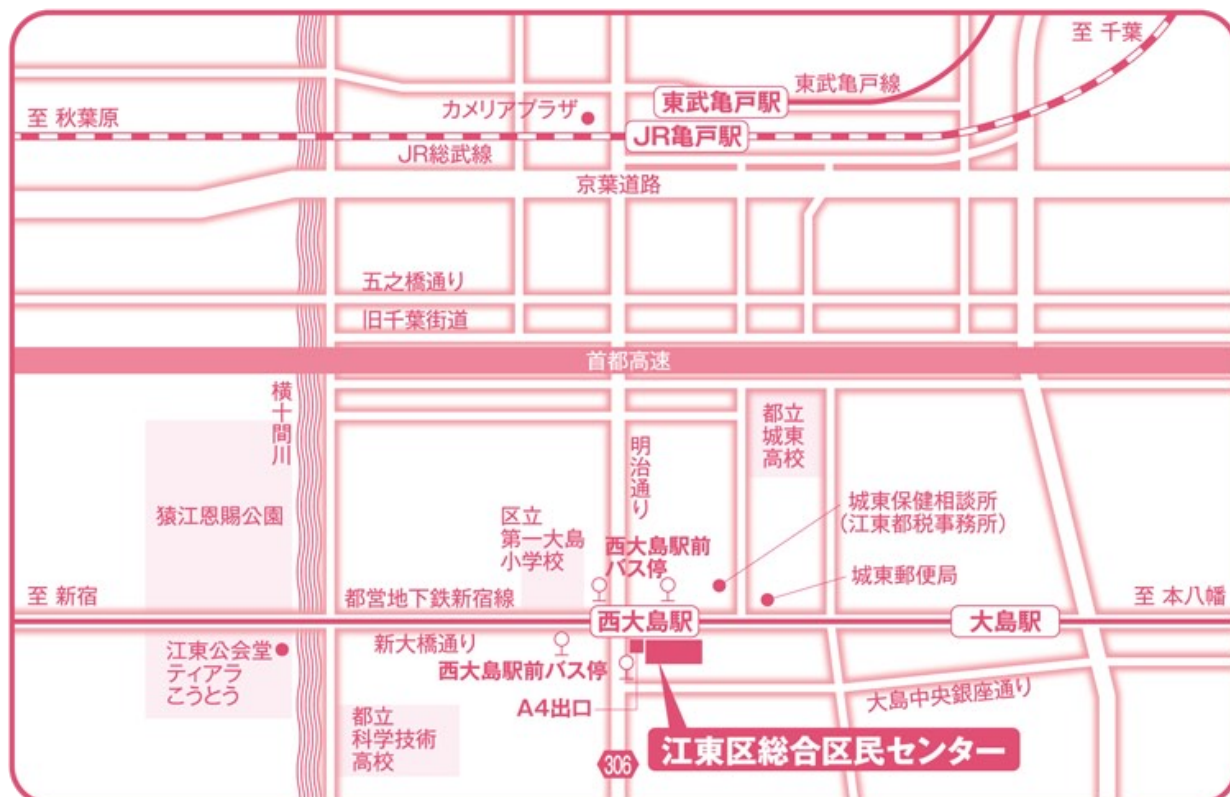 至 千葉
東武亀戸線
東武亀戸駅
カメリアプラザ
至 秋葉原
JR亀戸駅
JR総武線
京葉道路
五之橋通り
旧千葉街道
首都高速
横十間川
都立
城東
高校
明治通り
猿江恩賜公園
城東保健相談所
(江東都税事務所)
区立
第一大島
小学校
西大島駅前
バス停
城東郵便局
至 新宿
都営地下鉄新宿線
至 本八幡
西大島駅
大島駅
新大橋通り
江東公会堂
ティアラ
こうとう
西大島駅前バス停
大島中央銀座通り
A4出口
都立
科学技術
高校
306
江東区総合区民センター